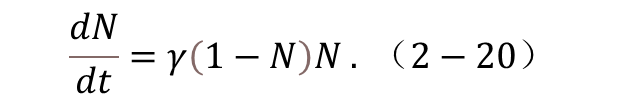 dN/dt = γ(1 − N)N . （2 − 20）